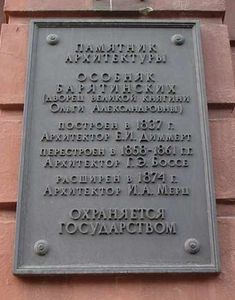 ПАМЯТНИК
АРХИТЕКТУРЫ
ОСОБНЯК
БАРЯТИНСКИХ
(ДВОРЕЦ ВЕЛИКОЙ КНЯГИНИ
ОЛЬГИ АЛЕКСАНДРОВНЫ)
ПОСТРОЕН В 1837 Г.
АРХИТЕКТОР Е.И. ДИММЕРТ
ПЕРЕСТРОЕН В 1858-1861 ГГ.
АРХИТЕКТОР Г.Э. БОССЕ
РАСШИРЕН В 1874 Г.
АРХИТЕКТОР И.А. МЕРЦ
ОХРАНЯЕТСЯ
ГОСУДАРСТВОМ